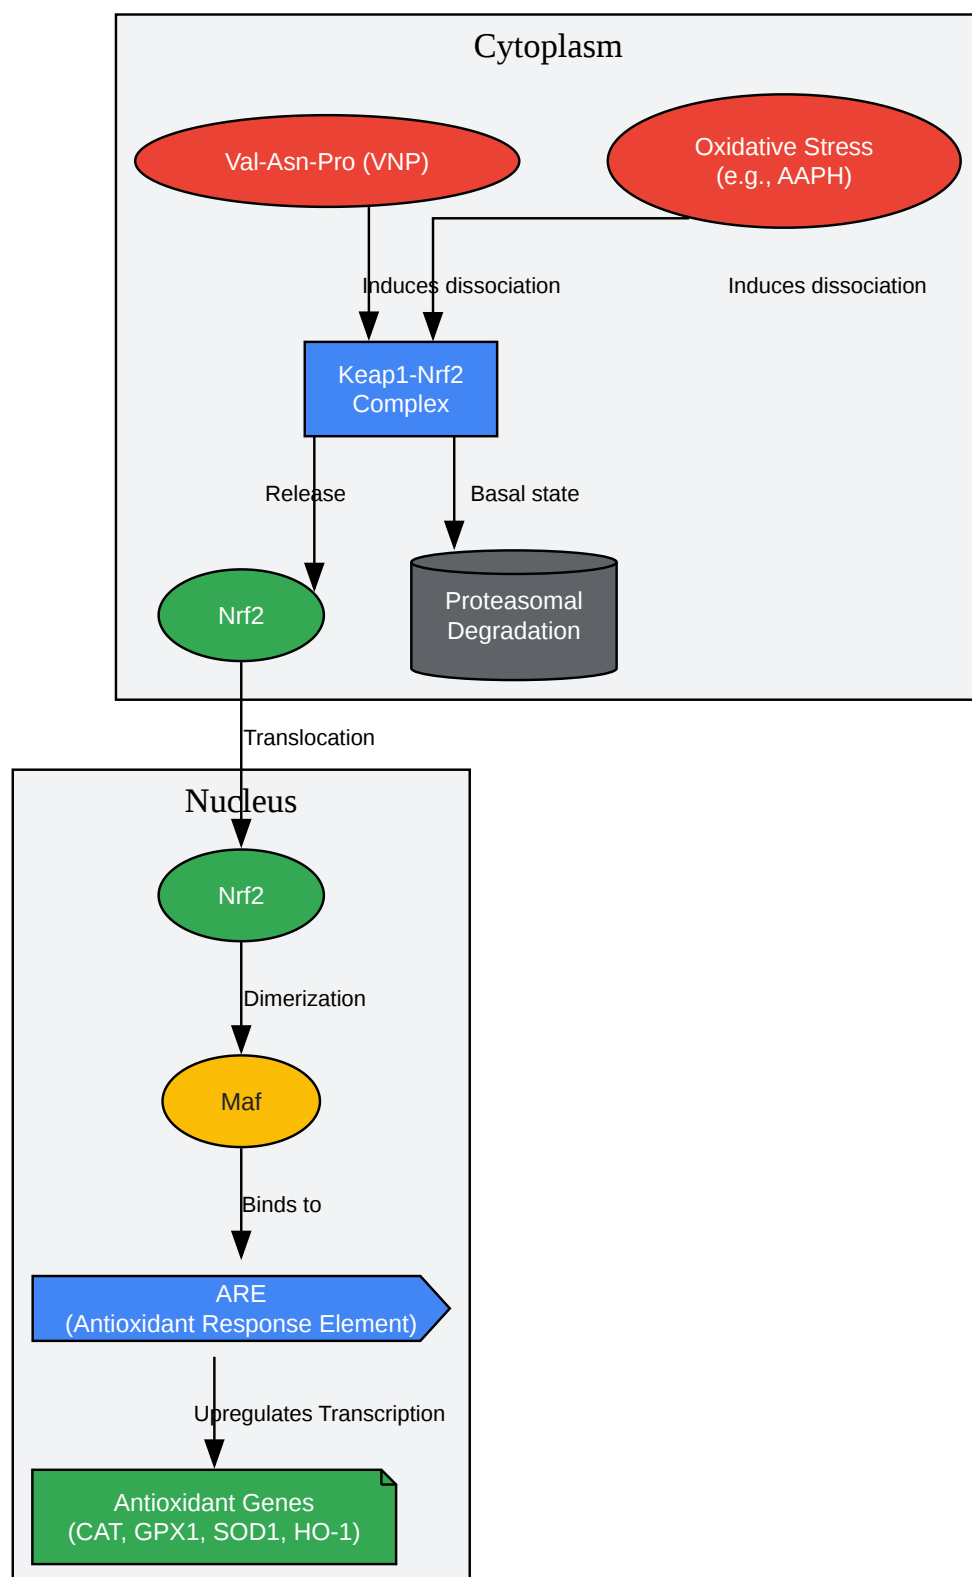 Cytoplasm
Val-Asn-Pro (VNP)
Oxidative Stress
(e.g., AAPH)
Induces dissociation
Induces dissociation
Keap1-Nrf2
Complex
Release
Basal state
Nrf2
Proteasomal
Degradation
Translocation
Nucleus
Nrf2
Dimerization
Maf
Binds to
ARE
(Antioxidant Response Element)
Upregulates Transcription
Antioxidant Genes
(CAT, GPX1, SOD1, HO-1)